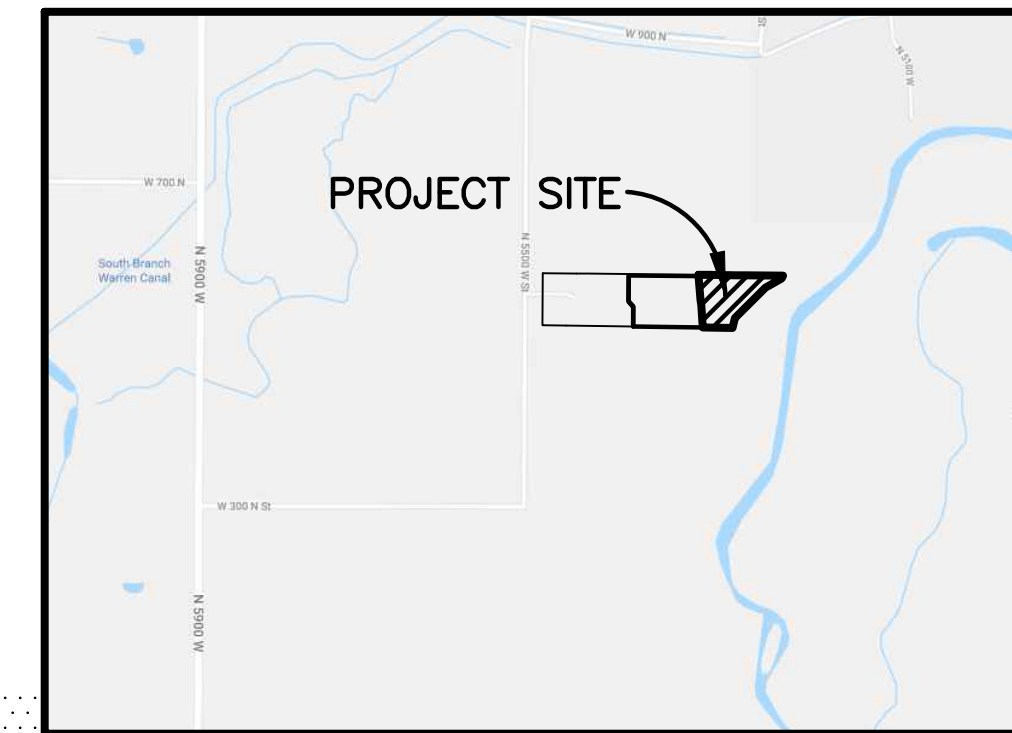 W 900 N
N 5100 W
W 700 N
PROJECT SITE
South Branch
Warren Canal
N 5900 W
N 5500 W St
W 300 N St
N 5900 W